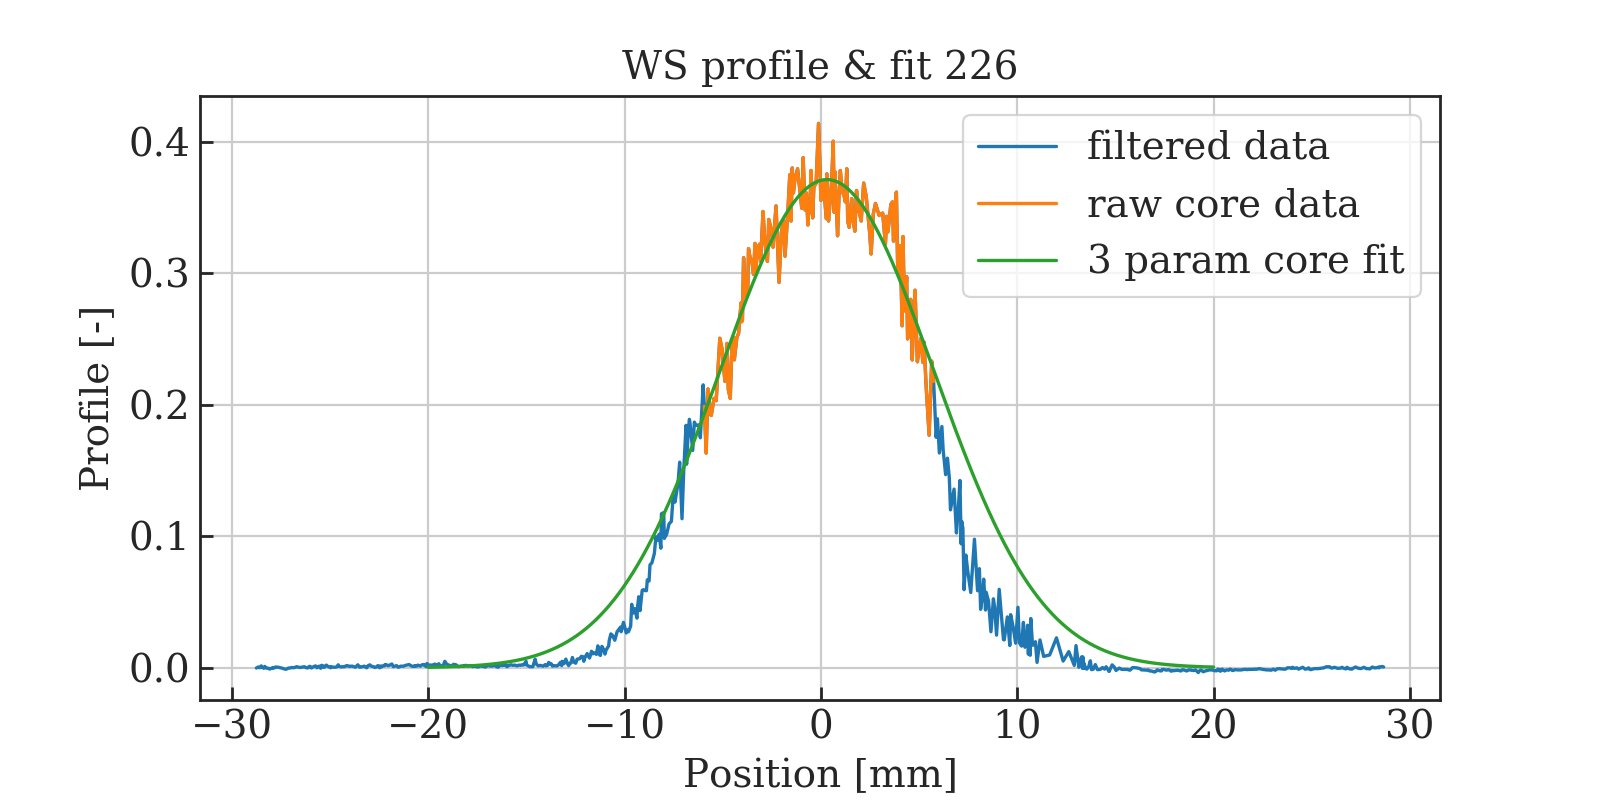 WS profile & fit 226
filtered data
raw core data
3 param core fit
Profile [-]
0.4
0.3
0.2
0.1
0.0
−30
−20
−10
0
10
20
30
Position [mm]